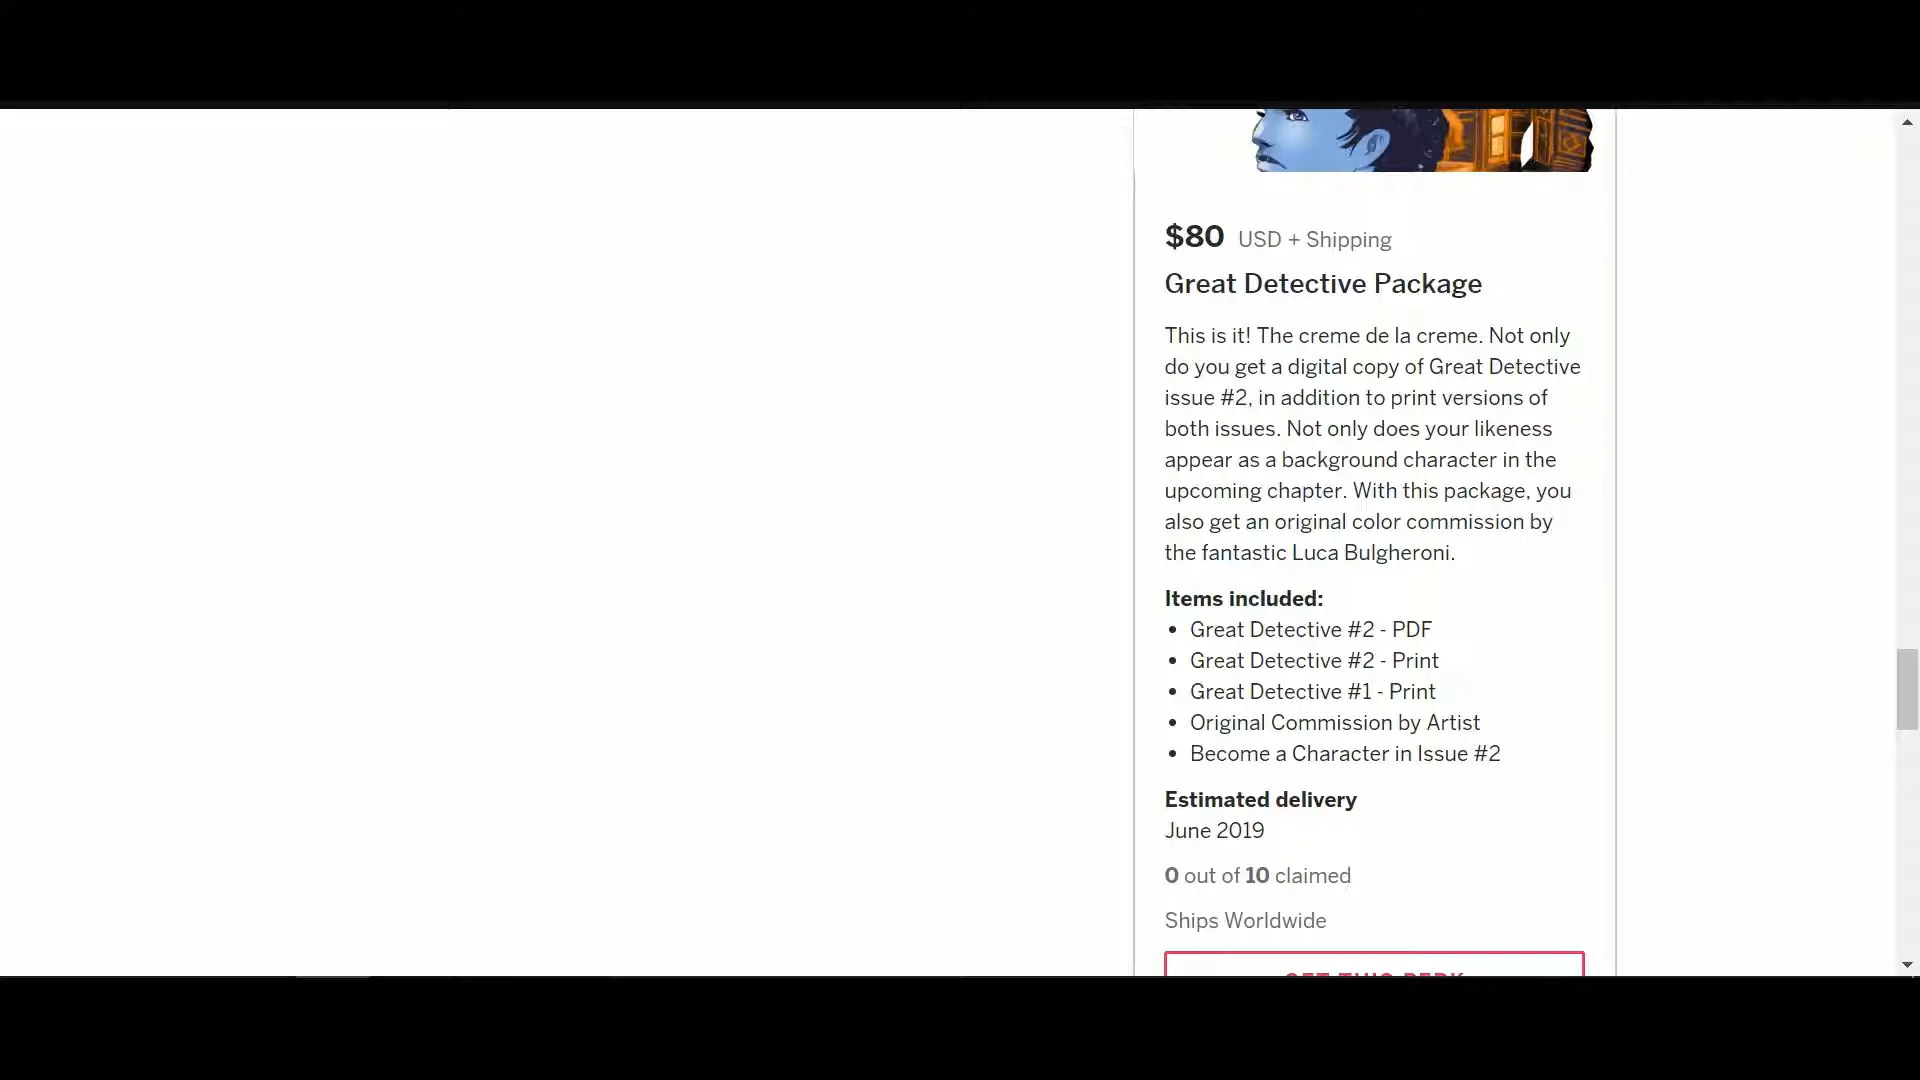 $80 USD + Shipping
Great Detective Package
This is it! The creme de la creme. Not only
do you get a digital copy of Great Detective
issue #2, in addition to print versions of
both issues. Not only does your likeness
appear as a background character in the
upcoming chapter. With this package, you
also get an original color commission by
the fantastic Luca Bulgheroni.
Items included:
• Great Detective #2 - PDF
• Great Detective #2 - Print
• Great Detective #1 - Print
• Original Commission by Artist
• Become a Character in Issue #2
Estimated delivery
June 2019
0 out of 10 claimed
Ships Worldwide
GET THIS PERK